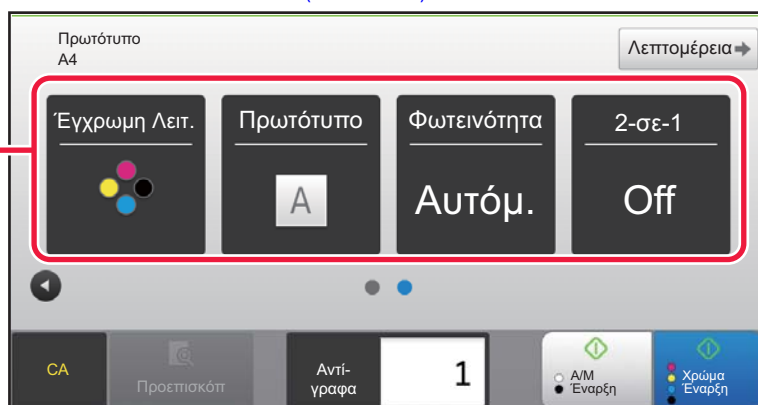 Πρωτότυπο
A4
Λεπτομέρεια
Έγχρωμη Λειτ.
Πρωτότυπο
Φωτεινότητα
2-σε-1
A
Αυτόμ.
Off
CA
Προεπισκόπ
Αντί-
γραφα
1
Α/Μ
Έναρξη
Χρώμα
Έναρξη